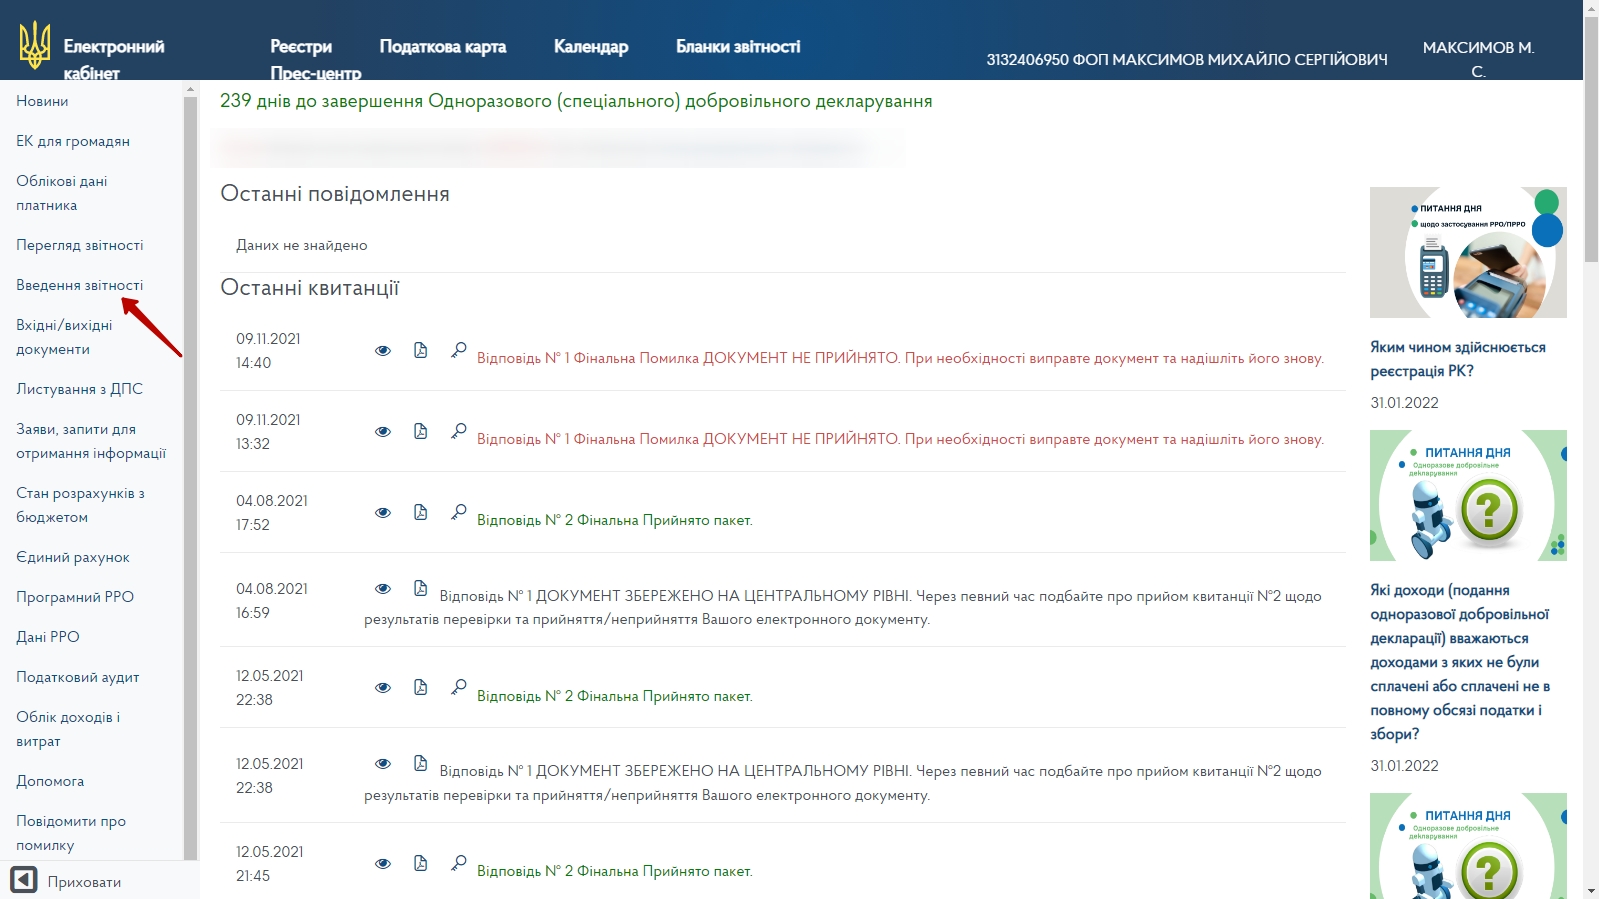 Електронний
кабінет
Реєстри
Податкова карта
Календар
Бланки звітності
Прес-центр
3132406950 ФОП МАКСИМОВ МИХАЙЛО СЕРГІЙОВИЧ
МАКСИМОВ М.
С.
Новини
ЕК для громадян
Облікові дані
платника
Перегляд звітності
Введення звітності
Вхідні/вихідні
документи
Листування з ДПС
Заяви, запити для
отримання інформації
Стан розрахунків з
бюджетом
Єдиний рахунок
Програмний РРО
Дані РРО
Податковий аудит
Облік доходів і
витрат
Допомога
Повідомити про
помилку
Приховати
239 днів до завершення Одноразового (спеціального) добровільного декларування
Останні повідомлення
Даних не знайдено
Останні квитанції
09.11.2021
14:40
Відповідь № 1 Фінальна Помилка ДОКУМЕНТ НЕ ПРИЙНЯТО. При необхідності виправте документ та надішліть його знову.
09.11.2021
13:32
Відповідь № 1 Фінальна Помилка ДОКУМЕНТ НЕ ПРИЙНЯТО. При необхідності виправте документ та надішліть його знову.
04.08.2021
17:52
Відповідь № 2 Фінальна Прийнято пакет.
04.08.2021
16:59
Відповідь № 1 ДОКУМЕНТ ЗБЕРЕЖЕНО НА ЦЕНТРАЛЬНОМУ РІВНІ. Через певний час подбайте про прийом квитанції №2 щодо
результатів перевірки та прийняття/неприйняття Вашого електронного документу.
12.05.2021
22:38
Відповідь № 2 Фінальна Прийнято пакет.
12.05.2021
22:38
Відповідь № 1 ДОКУМЕНТ ЗБЕРЕЖЕНО НА ЦЕНТРАЛЬНОМУ РІВНІ. Через певний час подбайте про прийом квитанції №2 щодо
результатів перевірки та прийняття/неприйняття Вашого електронного документу.
12.05.2021
21:45
Відповідь № 2 Фінальна Прийнято пакет.
ПИТАННЯ ДНЯ
щодо застосування РРО/ПРРО
Яким чином здійснюється
реєстрація РК?
31.01.2022
ПИТАННЯ ДНЯ
Одноразове добровільне
декларування
Які доходи (подання
одноразової добровільної
декларації) вважаються
доходами з яких не були
сплачені або сплачені не в
повному обсязі податки і
збори?
31.01.2022
ПИТАННЯ ДНЯ
Одноразове добровільне
декларування